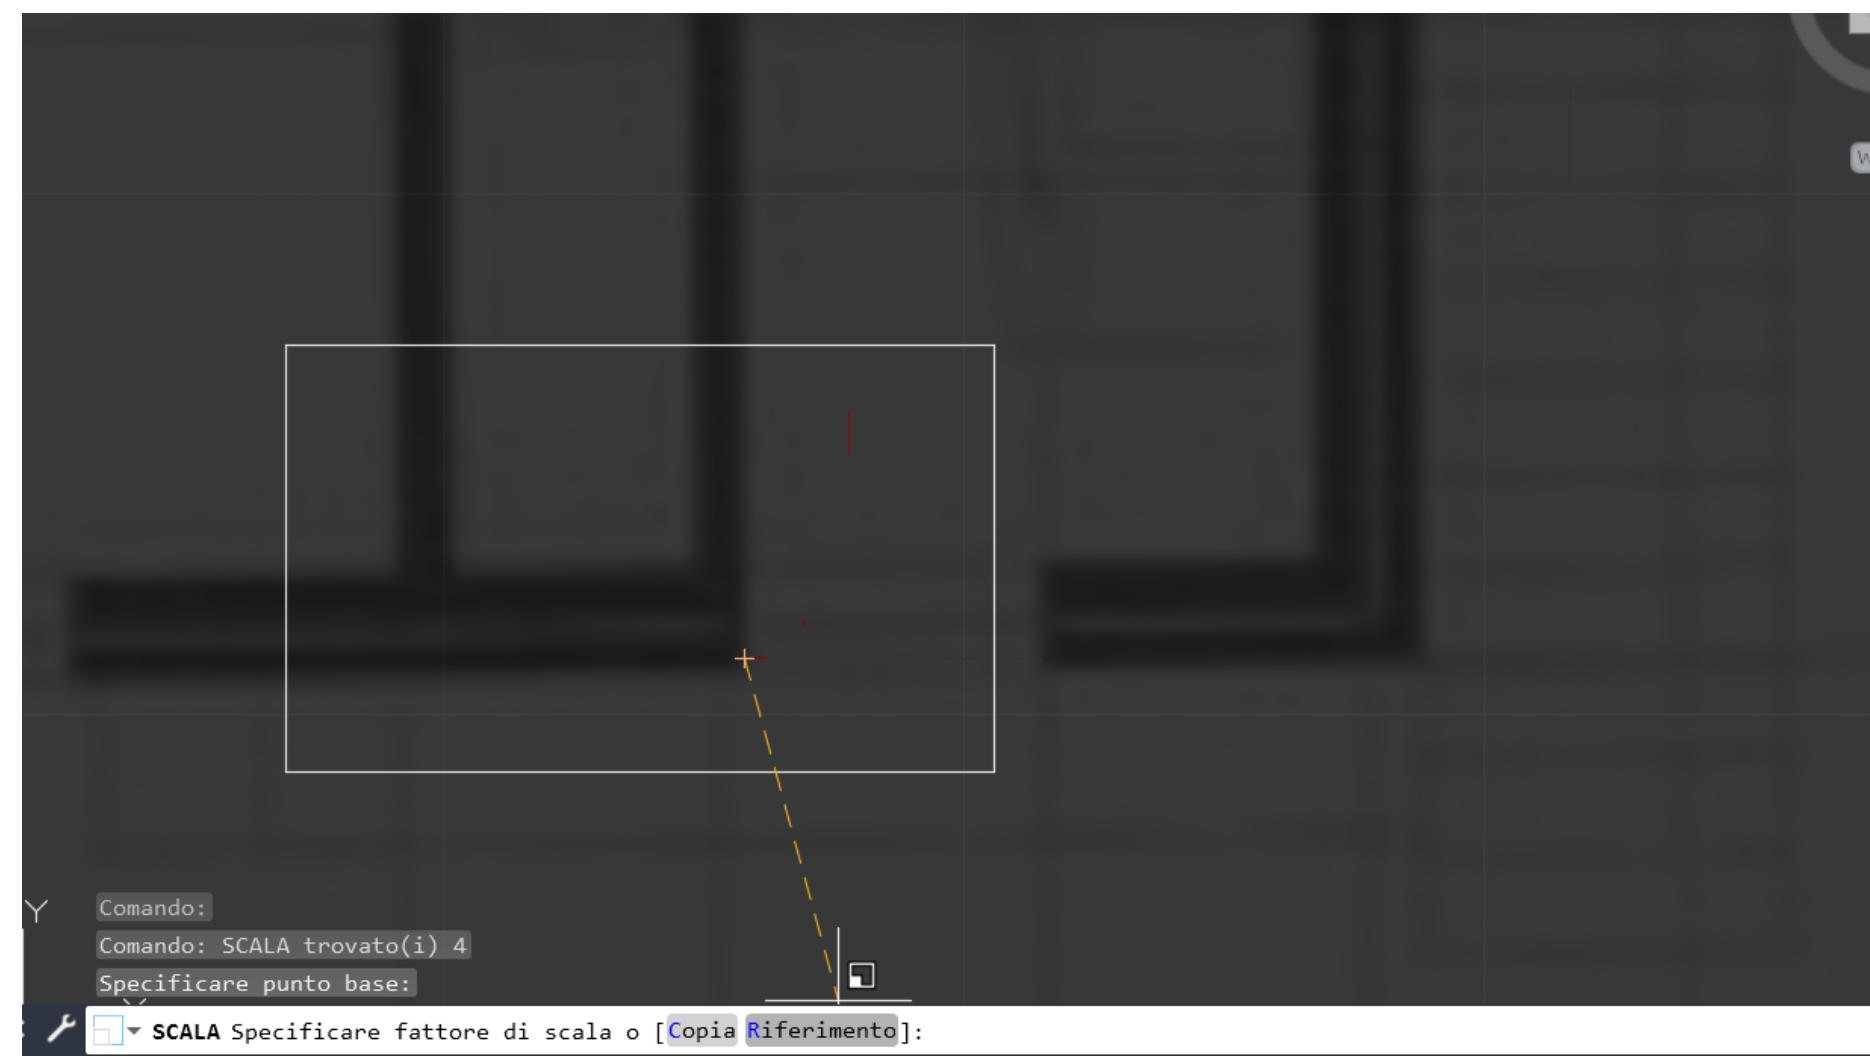 W
Y
Comando:
Comando: SCALA trovato(i) 4
Specificare punto base:
SCALA Specificare fattore di scala o [Copia Riferimento]: